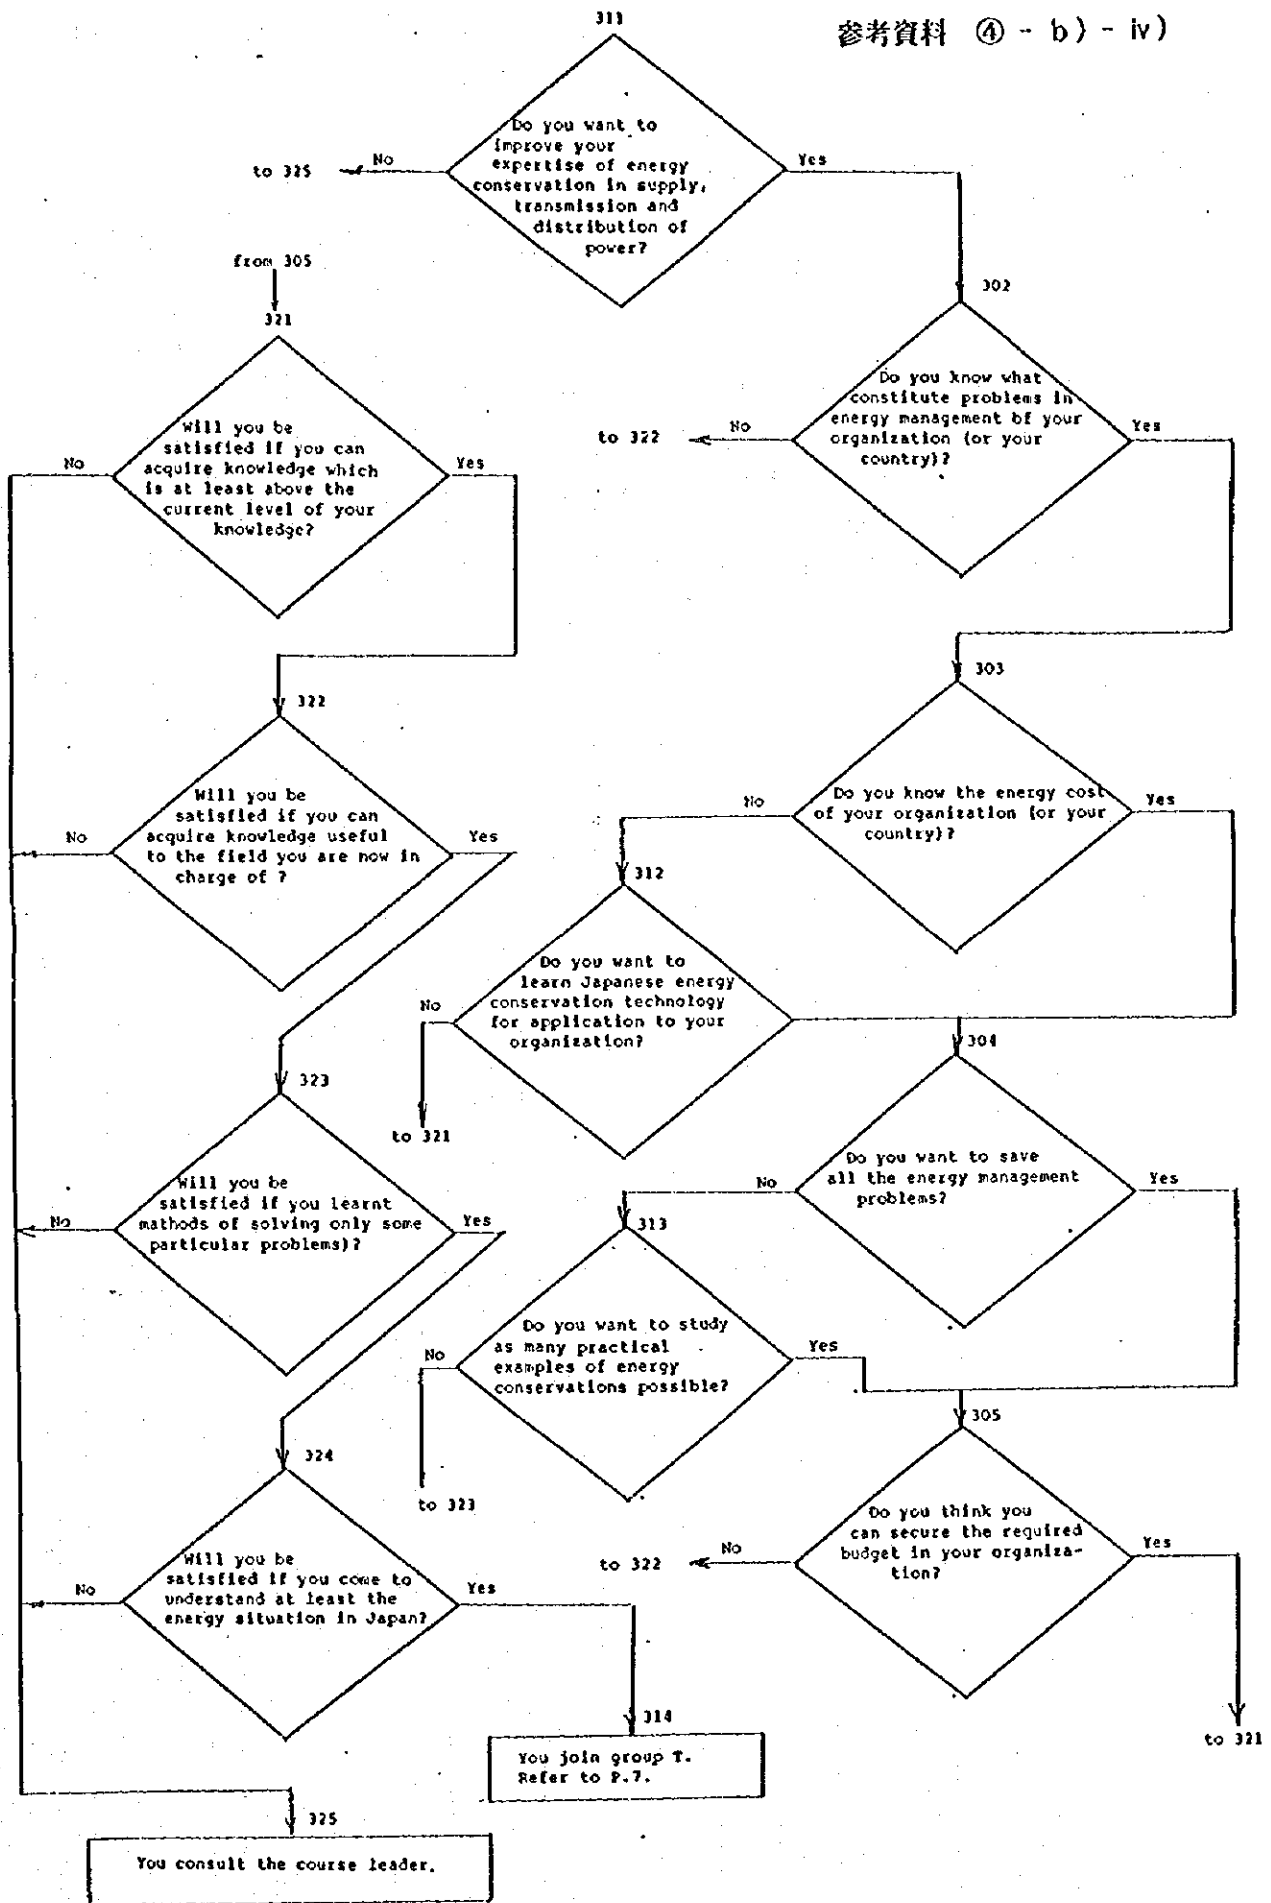 参考資料 ④ - b) - iv)
311
Do you want to
improve your
expertise of energy
conservation in supply,
transmission and
distribution of
power?
No
to 325
Yes
from 305
321
Will you be
satisfied if you can
acquire knowledge which
is at least above the
current level of your
knowledge?
No
Yes
302
Do you know what
constitute problems in
energy management of your
organization (or your
country)?
No
to 322
Yes
322
Will you be
satisfied if you can
acquire knowledge useful
to the field you are now in
charge of ?
No
Yes
303
Do you know the energy cost
of your organization (or your
country)?
No
Yes
312
Do you want to
learn Japanese energy
conservation technology
for application to your
organization?
No
to 321
304
Do you want to save
all the energy management
problems?
No
Yes
323
Will you be
satisfied if you learnt
mathods of solving only some
particular problems)?
No
Yes
313
Do you want to study
as many practical
examples of energy
conservations possible?
No
to 323
Yes
305
Do you think you
can secure the required
budget in your organiza-
tion?
No
to 322
Yes
to 321
324
Will you be
satisfied if you come to
understand at least the
energy situation in Japan?
No
Yes
314
You join group T.
Refer to P.7.
325
You consult the course leader.